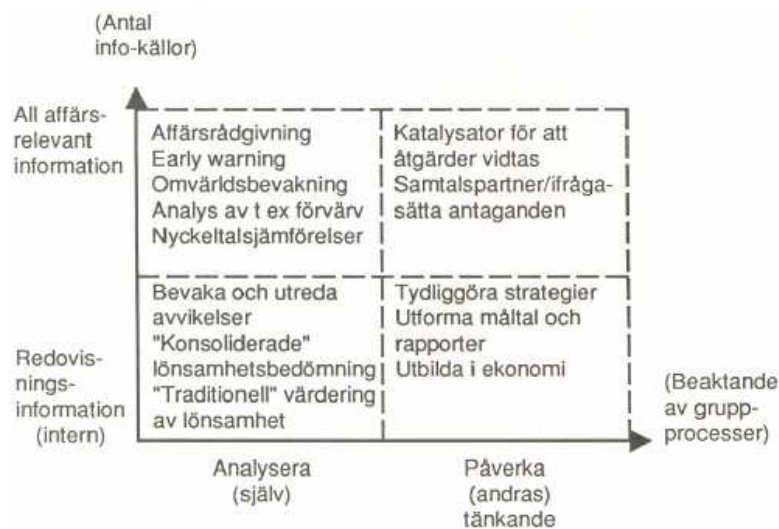 (Antal
info-källor)
All affärs-
relevant
information
Affärsrådgivning
Early warning
Omvärldsbevakning
Analys av t ex förvärv
Nyckeltalsjämförelser
Katalysator för att
åtgärder vidtas
Samtalspartner/ifråga-
sätta antaganden
Redovis-
nings-
information
(intern)
Bevaka och utreda
avvikelser
"Konsoliderade"
lönsamhetsbedömning
"Traditionell" värdering
av lönsamhet
Tydliggöra strategier
Utforma måltal och
rapporter
Utbilda i ekonomi
(Beaktande
av grupp-
processer)
Analysera
(själv)
Påverka
(andras)
tänkande